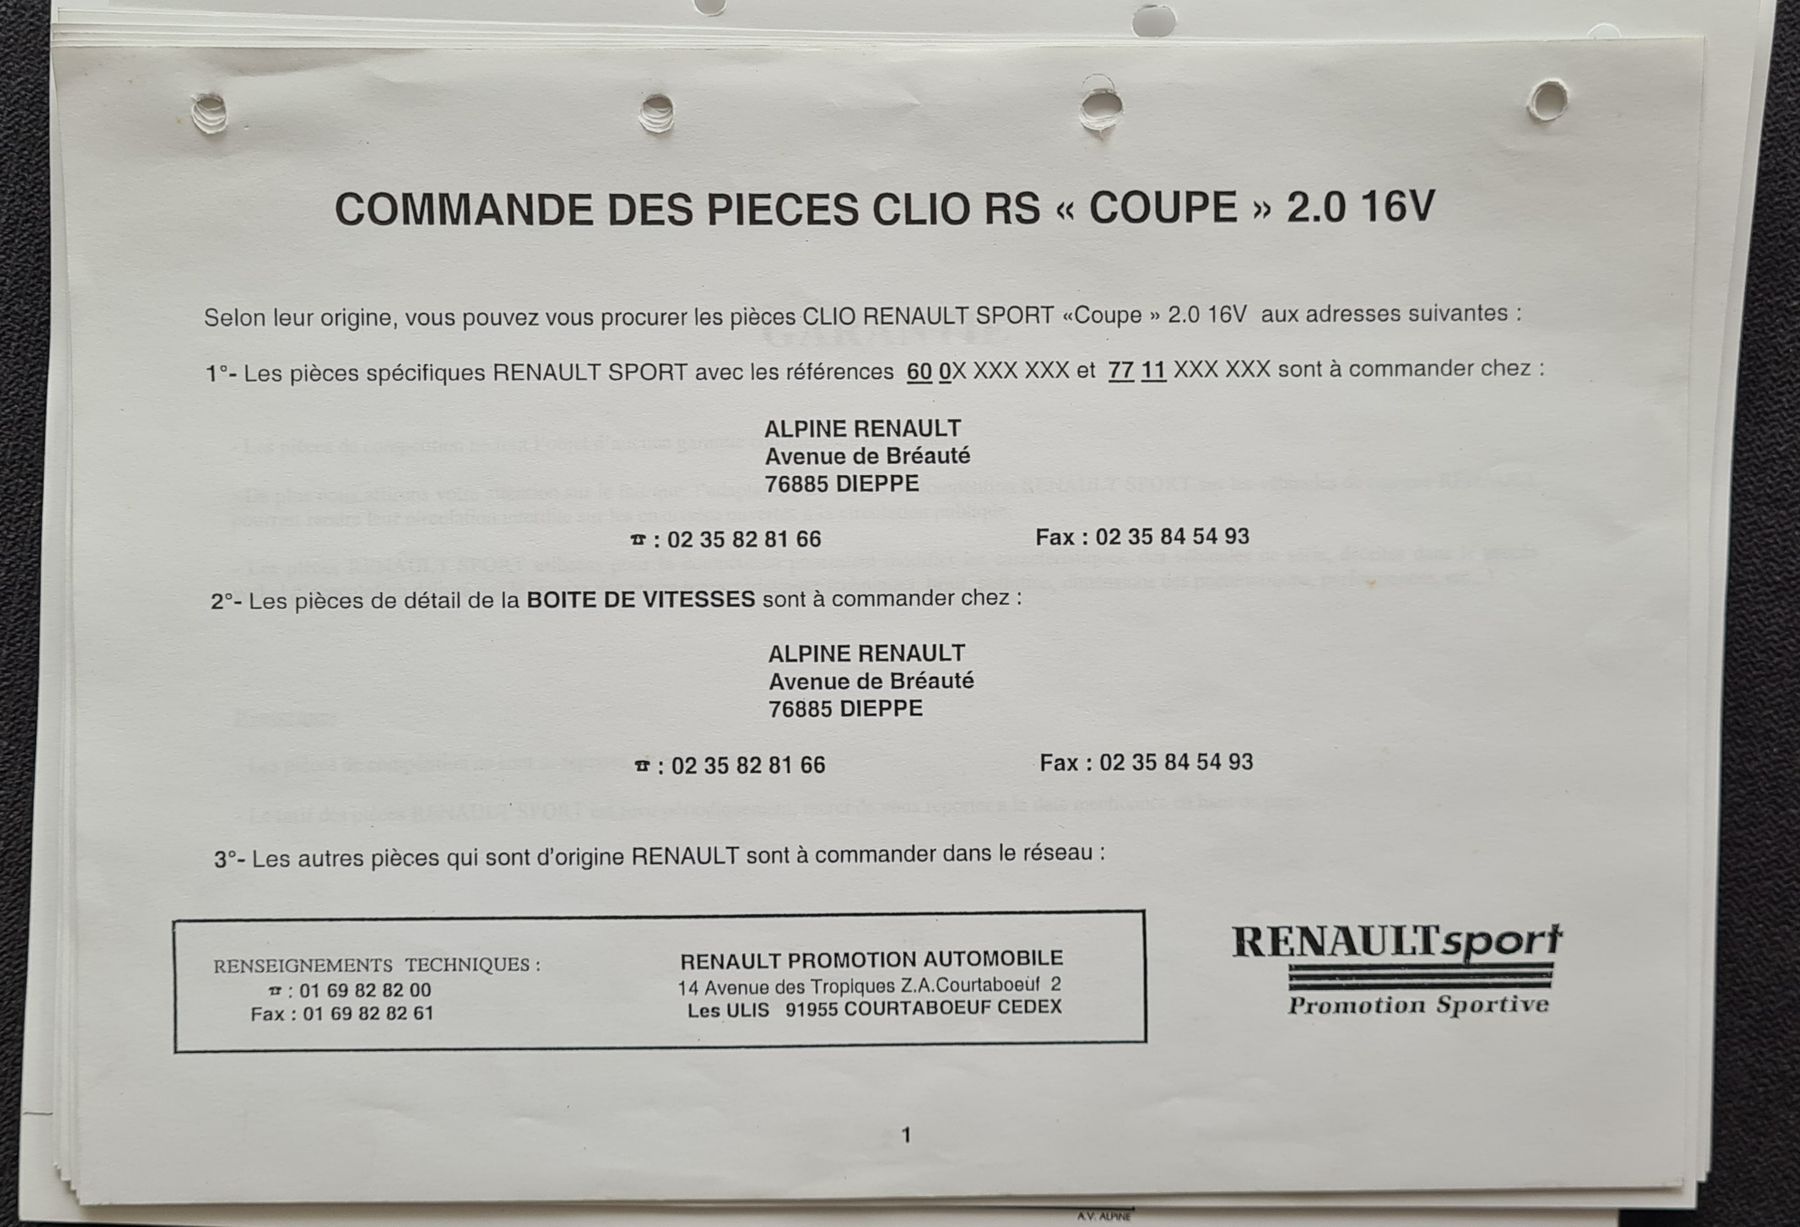 COMMANDE DES PIECES CLIO RS « COUPE » 2.0 16V
Selon leur origine, vous pouvez vous procurer les pièces CLIO RENAULT SPORT «Coupe » 2.0 16V aux adresses suivantes :
1°- Les pièces spécifiques RENAULT SPORT avec les références 60 0X XXX XXX et 77 11 XXX XXX sont à commander chez :
ALPINE RENAULT
Avenue de Bréauté
76885 DIEPPE
☎ : 02 35 82 81 66 Fax : 02 35 84 54 93
2°- Les pièces de détail de la BOITE DE VITESSES sont à commander chez :
ALPINE RENAULT
Avenue de Bréauté
76885 DIEPPE
☎ : 02 35 82 81 66 Fax : 02 35 84 54 93
3°- Les autres pièces qui sont d'origine RENAULT sont à commander dans le réseau :
RENSEIGNEMENTS TECHNIQUES :
☎ : 01 69 82 82 00
Fax : 01 69 82 82 61
RENAULT PROMOTION AUTOMOBILE
14 Avenue des Tropiques Z.A.Courtaboeuf 2
Les ULIS 91955 COURTABOEUF CEDEX
RENAULTsport
Promotion Sportive
1
A.V. ALPINE